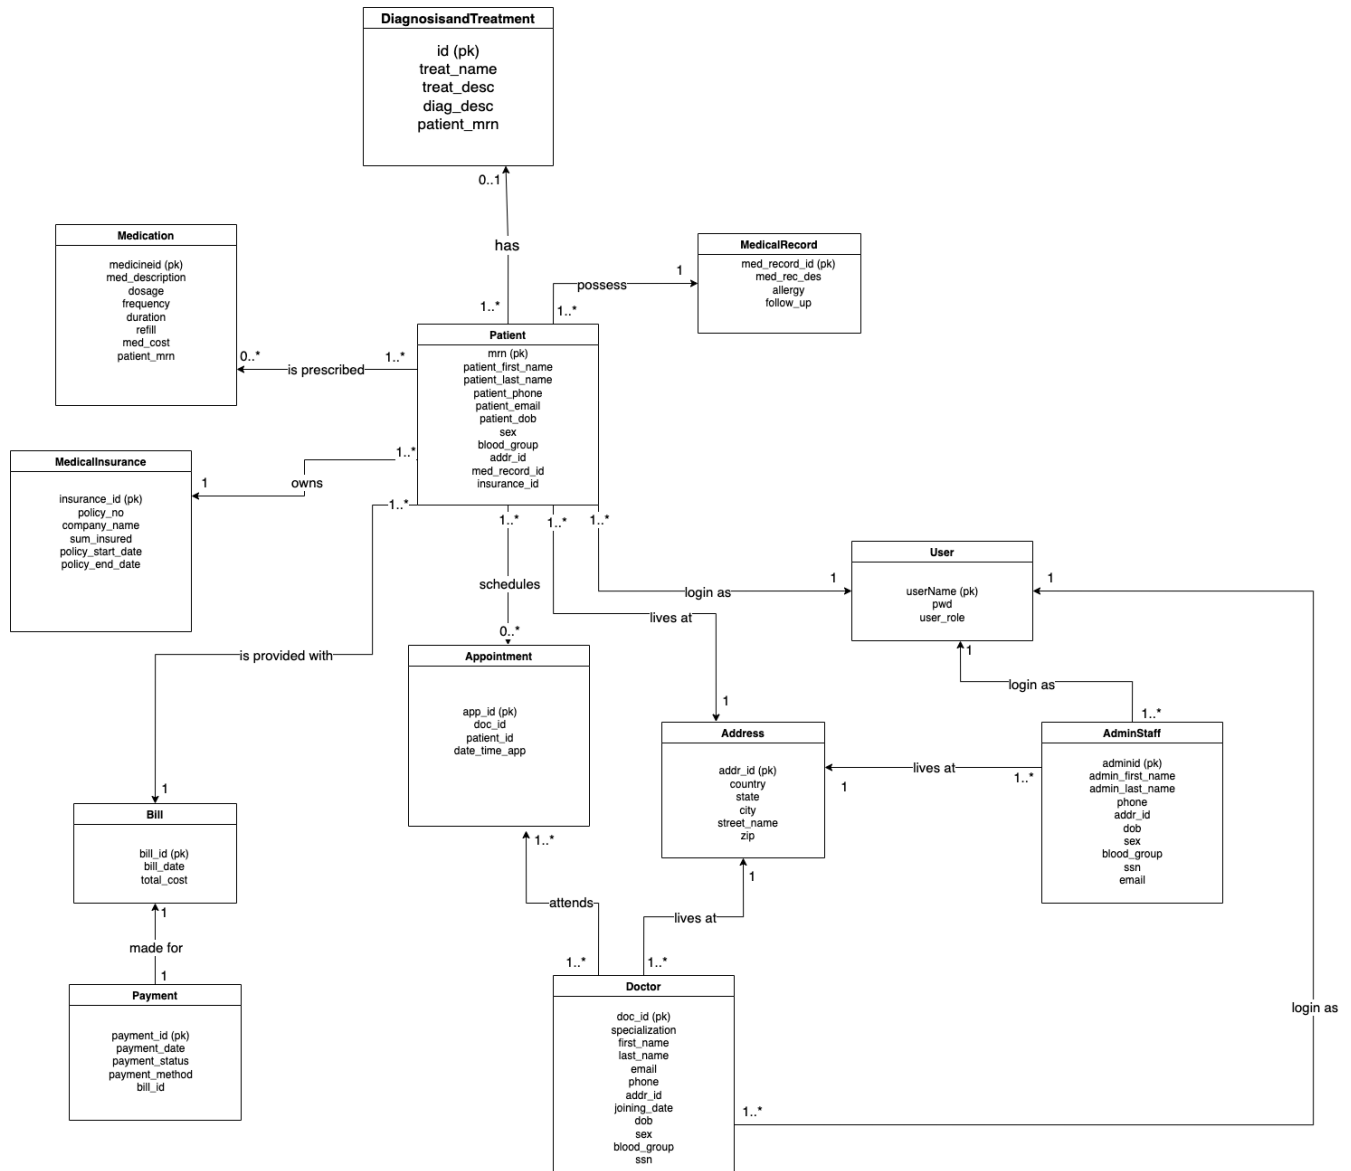 DiagnosisandTreatment
id (pk)
treat_name
treat_desc
diag_desc
patient_mrn
0..1
has
1..*
Medication
medicineid (pk)
med_description
dosage
frequency
duration
refill
med_cost
patient_mrn
0..*
is prescribed
1..*
MedicalRecord
med_record_id (pk)
med_rec_des
allergy
follow_up
1
possess
1..*
Patient
mrn (pk)
patient_first_name
patient_last_name
patient_phone
patient_email
patient_dob
sex
blood_group
addr_id
med_record_id
insurance_id
MedicalInsurance
insurance_id (pk)
policy_no
company_name
sum_insured
policy_start_date
policy_end_date
1
owns
1..*
1..*
is provided with
1
1..*
schedules
0..*
1..*
lives at
1
1..*
login as
1
User
userName (pk)
pwd
user_role
1
1
login as
1..*
Appointment
app_id (pk)
doc_id
patient_id
date_time_app
1..*
attends
1..*
Address
addr_id (pk)
country
state
city
street_name
zip
1
lives at
1..*
AdminStaff
adminid (pk)
admin_first_name
admin_last_name
phone
addr_id
dob
sex
blood_group
ssn
email
1
lives at
1..*
Bill
bill_id (pk)
bill_date
total_cost
1
made for
1
Payment
payment_id (pk)
payment_date
payment_status
payment_method
bill_id
Doctor
doc_id (pk)
specialization
first_name
last_name
email
phone
addr_id
joining_date
dob
sex
blood_group
ssn
1..*
login as